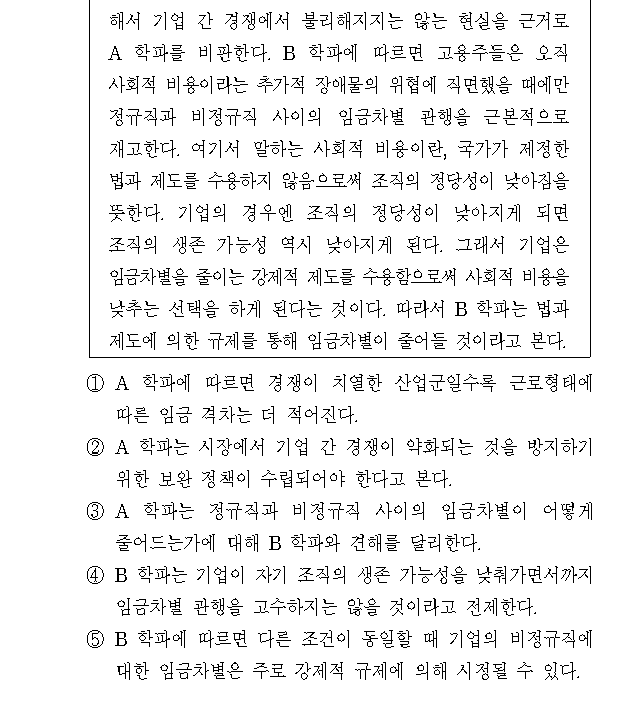 해서 기업 간 경쟁에서 불리해지지는 않는 현실을 근거로
A 학파를 비판한다. B 학파에 따르면 고용주들은 오직
사회적 비용이라는 추가적 장애물의 위협에 직면했을 때에만
정규직과 비정규직 사이의 임금차별 관행을 근본적으로
재고한다. 여기서 말하는 사회적 비용이란, 국가가 제정한
법과 제도를 수용하지 않음으로써 조직의 정당성이 낮아짐을
뜻한다. 기업의 경우엔 조직의 정당성이 낮아지게 되면
조직의 생존 가능성 역시 낮아지게 된다. 그래서 기업은
임금차별을 줄이는 강제적 제도를 수용함으로써 사회적 비용을
낮추는 선택을 하게 된다는 것이다. 따라서 B 학파는 법과
제도에 의한 규제를 통해 임금차별이 줄어들 것이라고 본다.
① A 학파에 따르면 경쟁이 치열한 산업군일수록 근로형태에
따른 임금 격차는 더 적어진다.
② A 학파는 시장에서 기업 간 경쟁이 약화되는 것을 방지하기
위한 보완 정책이 수립되어야 한다고 본다.
③ A 학파는 정규직과 비정규직 사이의 임금차별이 어떻게
줄어드는가에 대해 B 학파와 견해를 달리한다.
④ B 학파는 기업이 자기 조직의 생존 가능성을 낮춰가면서까지
임금차별 관행을 고수하지는 않을 것이라고 전제한다.
⑤ B 학파에 따르면 다른 조건이 동일할 때 기업의 비정규직에
대한 임금차별은 주로 강제적 규제에 의해 시정될 수 있다.